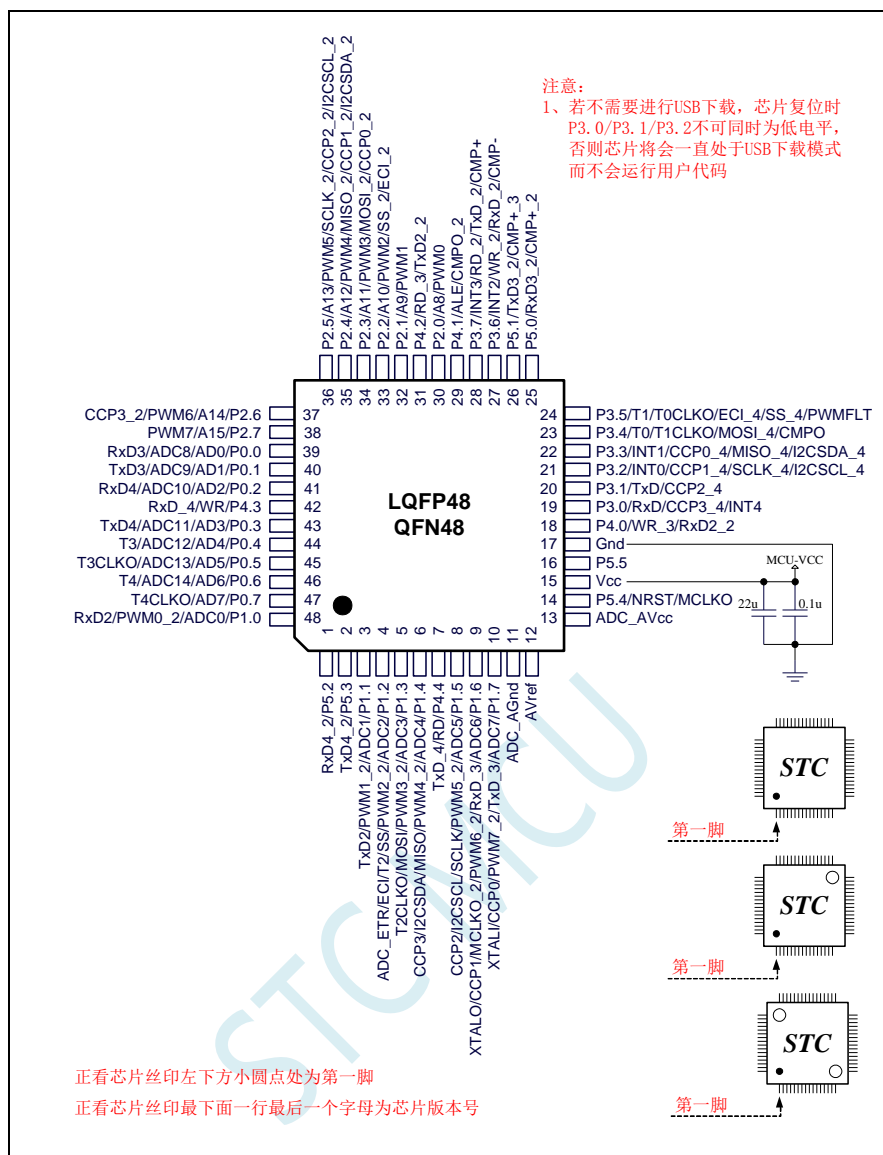 P2.5/A13/PWM5/SCLK_2/CCP2_2/I2CSCL_2
P2.4/A12/PWM4/MISO_2/CCP1_2/I2CSDA_2
P2.3/A11/PWM3/MOSI_2/CCP0_2
P2.2/A10/PWM2/SS_2/ECI_2
P2.1/A9/PWM1
P4.2/RD_3/TxD2_2
P2.0/A8/PWM0
P4.1/ALE/CMPO_2
P3.7/INT3/RD_2/TxD_2/CMP+
P3.6/INT2/WR_2/RxD_2/CMP-
P5.1/TxD3_2/CMP+_3
P5.0/RxD3_2/CMP+_2
注意:
1、若不需要进行USB下载, 芯片复位时
P3.0/P3.1/P3.2不可同时为低电平,
否则芯片将会一直处于USB下载模式
而不会运行用户代码
36 35 34 33 32 31 30 29 28 27 26 25
CCP3_2/PWM6/A14/P2.6 37
PWM7/A15/P2.7 38
RxD3/ADC8/AD0/P0.0 39
TxD3/ADC9/AD1/P0.1 40
RxD4/ADC10/AD2/P0.2 41
RxD_4/WR/P4.3 42
TxD4/ADC11/AD3/P0.3 43
T3/ADC12/AD4/P0.4 44
T3CLKO/ADC13/AD5/P0.5 45
T4/ADC14/AD6/P0.6 46
T4CLKO/AD7/P0.7 47
RxD2/PWM0_2/ADC0/P1.0 48
LQFP48
QFN48
24 P3.5/T1/T0CLKO/ECI_4/SS_4/PWMFLT
23 P3.4/T0/T1CLKO/MOSI_4/CMPO
22 P3.3/INT1/CCP0_4/MISO_4/I2CSDA_4
21 P3.2/INT0/CCP1_4/SCLK_4/I2CSCL_4
20 P3.1/TxD/CCP2_4
19 P3.0/RxD/CCP3_4/INT4
18 P4.0/WR_3/RxD2_2
17 Gnd
16 P5.5
15 Vcc
14 P5.4/NRST/MCLKO
13 ADC_AVcc
MCU-VCC
22u 0.1u
1 2 3 4 5 6 7 8 9 10 11 12
RxD4_2/P5.2
TxD4_2/P5.3
TxD2/PWM1_2/ADC1/P1.1
ADC_ETR/ECI/T2/SS/PWM2_2/ADC2/P1.2
T2CLKO/MOSI/PWM3_2/ADC3/P1.3
CCP3/I2CSDA/MISO/PWM4_2/ADC4/P1.4
TxD_4/RD/P4.4
CCP2/I2CSCL/SCLK/PWM5_2/ADC5/P1.5
XTALO/CCP1/MCLKO_2/PWM6_2/RxD_3/ADC6/P1.6
XTALI/CCP0/PWM7_2/TxD_3/ADC7/P1.7
ADC_AGnd
AVref
STC MCU
STC
第一脚
STC
第一脚
STC
第一脚
正看芯片丝印左下方小圆点处为第一脚
正看芯片丝印最下面一行最后一个字母为芯片版本号